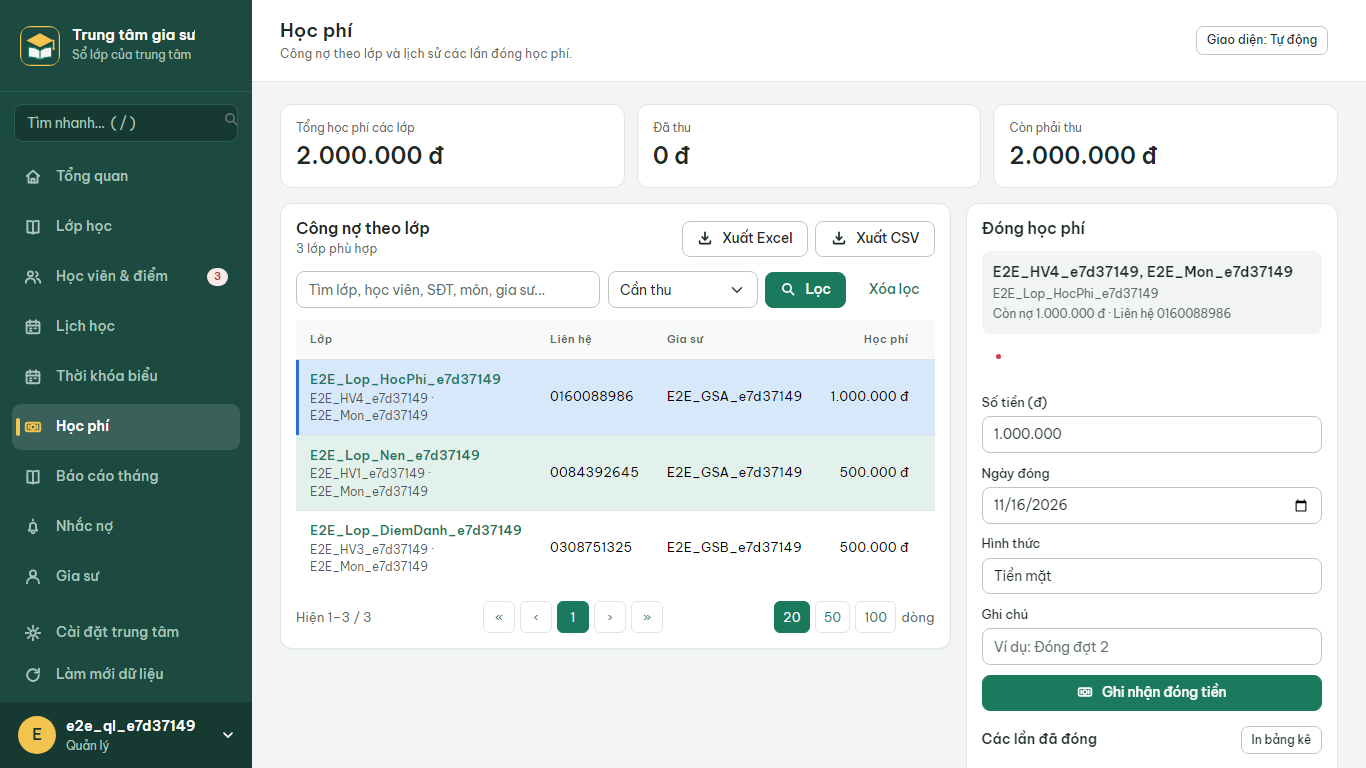 Trung tâm gia sư
Sổ lớp của trung tâm
Tìm nhanh... ( / )
Tổng quan
Lớp học
Học viên & điểm
3
Lịch học
Thời khóa biểu
Học phí
Báo cáo tháng
Nhắc nợ
Gia sư
Cài đặt trung tâm
Làm mới dữ liệu
E
e2e_ql_e7d37149
Quản lý
Học phí
Công nợ theo lớp và lịch sử các lần đóng học phí.
Giao diện: Tự động
Tổng học phí các lớp
2.000.000 đ
Đã thu
0 đ
Còn phải thu
2.000.000 đ
Công nợ theo lớp
3 lớp phù hợp
Xuất Excel
Xuất CSV
Tìm lớp, học viên, SĐT, môn, gia sư...
Cần thu
Lọc
Xóa lọc
Lớp Liên hệ Gia sư Học phí
E2E_Lop_HocPhi_e7d37149
E2E_HV4_e7d37149 ·
E2E_Mon_e7d37149
0160088986
E2E_GSA_e7d37149
1.000.000 đ
E2E_Lop_Nen_e7d37149
E2E_HV1_e7d37149 ·
E2E_Mon_e7d37149
0084392645
E2E_GSA_e7d37149
500.000 đ
E2E_Lop_DiemDanh_e7d37149
E2E_HV3_e7d37149 ·
E2E_Mon_e7d37149
0308751325
E2E_GSB_e7d37149
500.000 đ
Hiện 1–3 / 3
« ‹ 1 › »
20 50 100 dòng
Đóng học phí
E2E_HV4_e7d37149, E2E_Mon_e7d37149
E2E_Lop_HocPhi_e7d37149
Còn nợ 1.000.000 đ · Liên hệ 0160088986
Số tiền (đ)
1.000.000
Ngày đóng
11/16/2026
Hình thức
Tiền mặt
Ghi chú
Ví dụ: Đóng đợt 2
Ghi nhận đóng tiền
Các lần đã đóng
In bảng kê